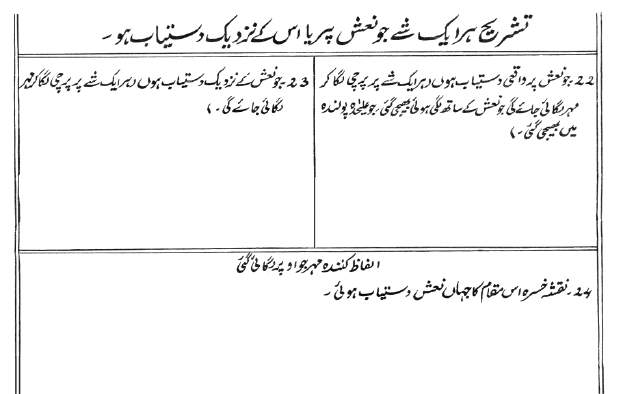 تشریح ہر ایک شے جو نعش پر یا اس کے نزدیک دستیاب ہو ۔
22۔ جو نعش پر واقعی دستیاب ہوں (ہر ایک شے پر پرچی لگا کر
مہر لگائی جائے گی جو نعش کے ساتھ لگی ہوئی بھیجی گئی، جو علیحدہ پولندہ
میں بھیجی گئی ۔)
23۔ جو نعش کے نزدیک دستیاب ہوں (ہر ایک شے پر پرچی لگا کر مہر
لگائی جائے گی ۔)
الفاظ کنندہ مہر جو اوپر لگائی گئی
24۔ نقشہ خسرہ اس مقام کا جہاں نعش دستیاب ہوئی ۔